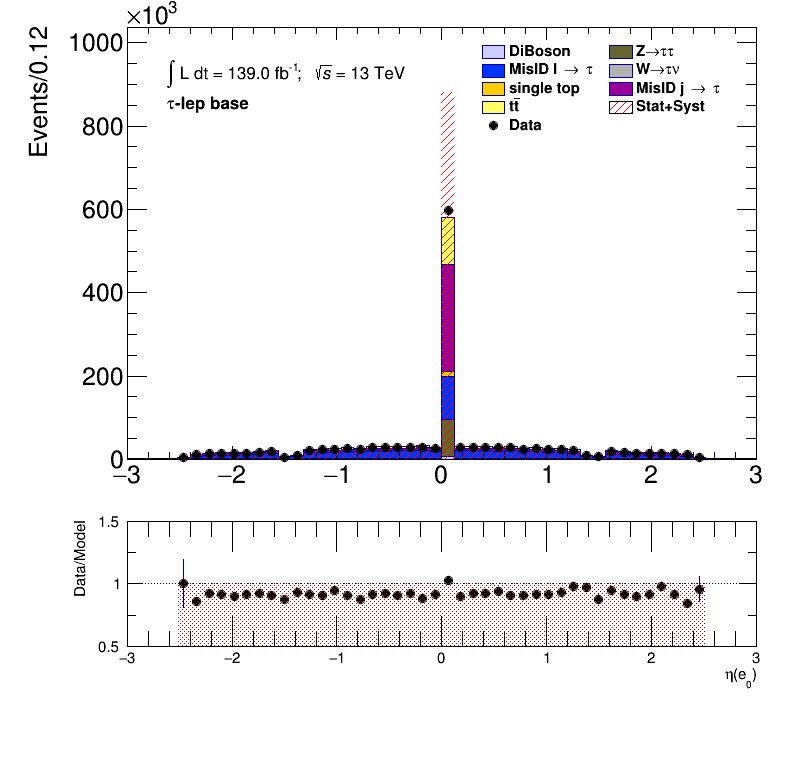 ×10³
Events/0.12
1000
800
600
400
200
0
∫ L dt = 139.0 fb⁻¹; √s = 13 TeV
τ-lep base
DiBoson
MisID l → τ
single top
tt̄
Data
Z→ττ
W→τν
MisID j → τ
Stat+Syst
−3 −2 −1 0 1 2 3
Data/Model
1.5
1
0.5
−3 −2 −1 0 1 2 3
η(e₀)